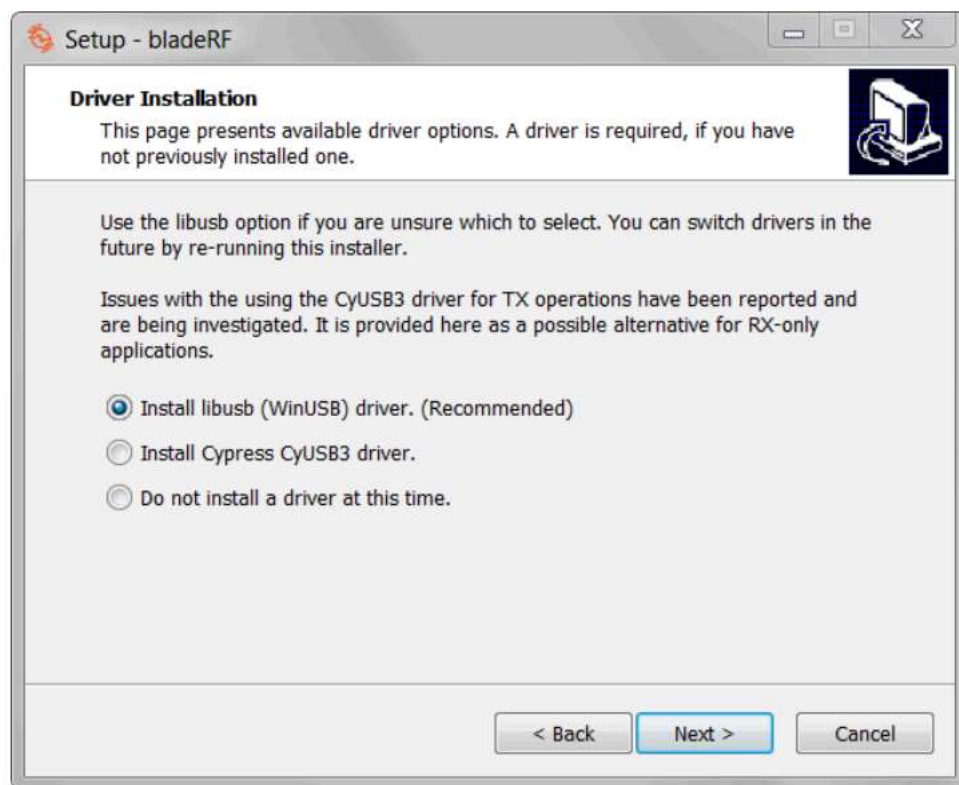 Setup - bladeRF
Driver Installation
This page presents available driver options. A driver is required, if you have
not previously installed one.
Use the libusb option if you are unsure which to select. You can switch drivers in the
future by re-running this installer.
Issues with the using the CyUSB3 driver for TX operations have been reported and
are being investigated. It is provided here as a possible alternative for RX-only
applications.
Install libusb (WinUSB) driver. (Recommended)
Install Cypress CyUSB3 driver.
Do not install a driver at this time.
< Back Next > Cancel